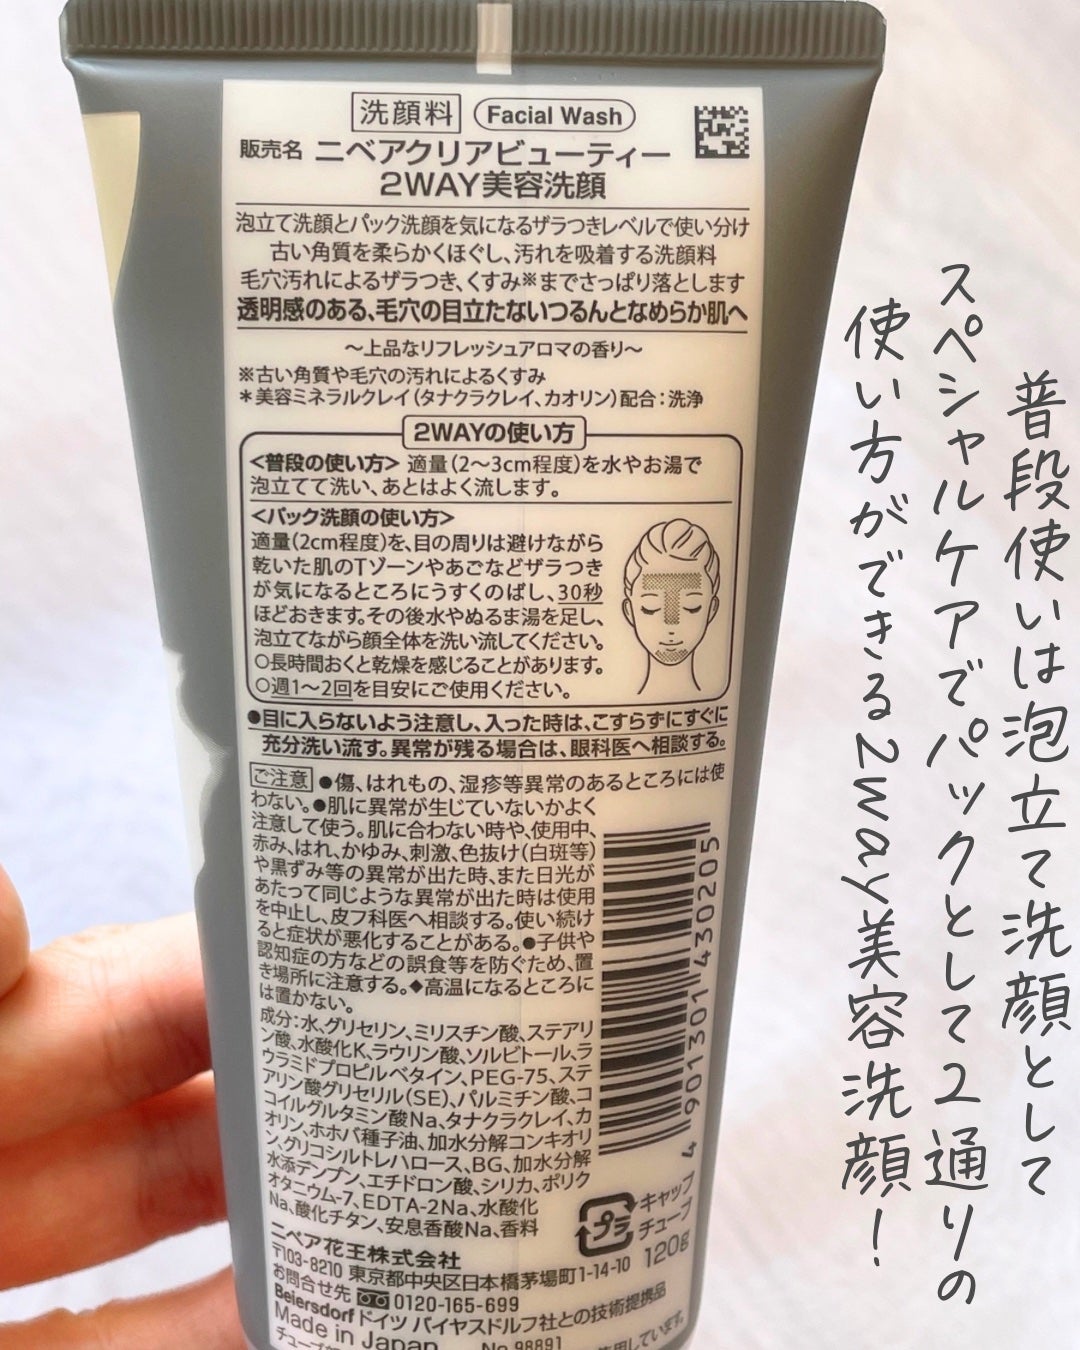 洗顔料 Facial Wash
販売名 ニベアクリアビューティー
2WAY美容洗顔
泡立て洗顔とパック洗顔を気になるザラつきレベルで使い分け
古い角質を柔らかくほぐし、汚れを吸着する洗顔料
毛穴汚れによるザラつき、くすみ※までさっぱり落とします
透明感のある、毛穴の目立たないつるんとなめらか肌へ
～上品なリフレッシュアロマの香り～
※古い角質や毛穴の汚れによるくすみ
＊美容ミネラルクレイ(タナクラクレイ、カオリン)配合：洗浄
2WAYの使い方
<普段の使い方> 適量(2～3cm程度)を水やお湯で
泡立てて洗い、あとはよく流します。
<パック洗顔の使い方>
適量(2cm程度)を、目の周りは避けながら
乾いた肌のTゾーンやあごなどザラつき
が気になるところにうすくのばし、30秒
ほどおきます。その後水やぬるま湯を足し、
泡立てながら顔全体を洗い流してください。
○長時間おくと乾燥を感じることがあります。
○週1～2回を目安にご使用ください。
●目に入らないよう注意し、入った時は、こすらずにすぐに
充分洗い流す。異常が残る場合は、眼科医へ相談する。
ご注意 ●傷、はれもの、湿疹等異常のあるところには使
わない。●肌に異常が生じていないかよく
注意して使う。肌に合わない時や、使用中、
赤み、はれ、かゆみ、刺激、色抜け(白斑等)
や黒ずみ等の異常が出た時、また日光が
あたって同じような異常が出た時は使用
を中止し、皮フ科医へ相談する。使い続け
ると症状が悪化することがある。●子供や
認知症の方などの誤食等を防ぐため、置
き場所に注意する。◆高温になるところに
は置かない。
成分：水、グリセリン、ミリスチン酸、ステアリ
ン酸、水酸化K、ラウリン酸、ソルビトール、ラ
ウラミドプロピルベタイン、PEG-75、ステ
アリン酸グリセリル(SE)、パルミチン酸、コ
コイルグルタミン酸Na、タナクラクレイ、カ
オリン、ホホバ種子油、加水分解コンキオリ
ン、グリコシルトレハロース、BG、加水分解
水添デンプン、エチドロン酸、シリカ、ポリク
オタニウム-7、EDTA-2Na、水酸化
Na、酸化チタン、安息香酸Na、香料
4 901301 430205
プラ キャップ
チューブ
120g
ニベア花王株式会社
〒103-8210 東京都中央区日本橋茅場町1-14-10
お問合せ先 0120-165-699
Beiersdorf ドイツ バイヤスドルフ社との技術提携品
Made in Japan No.98891
使用しています。
普段使いは泡立て洗顔として
スペシャルケアでパックとして2通りの
使い方ができる2way美容洗顔！